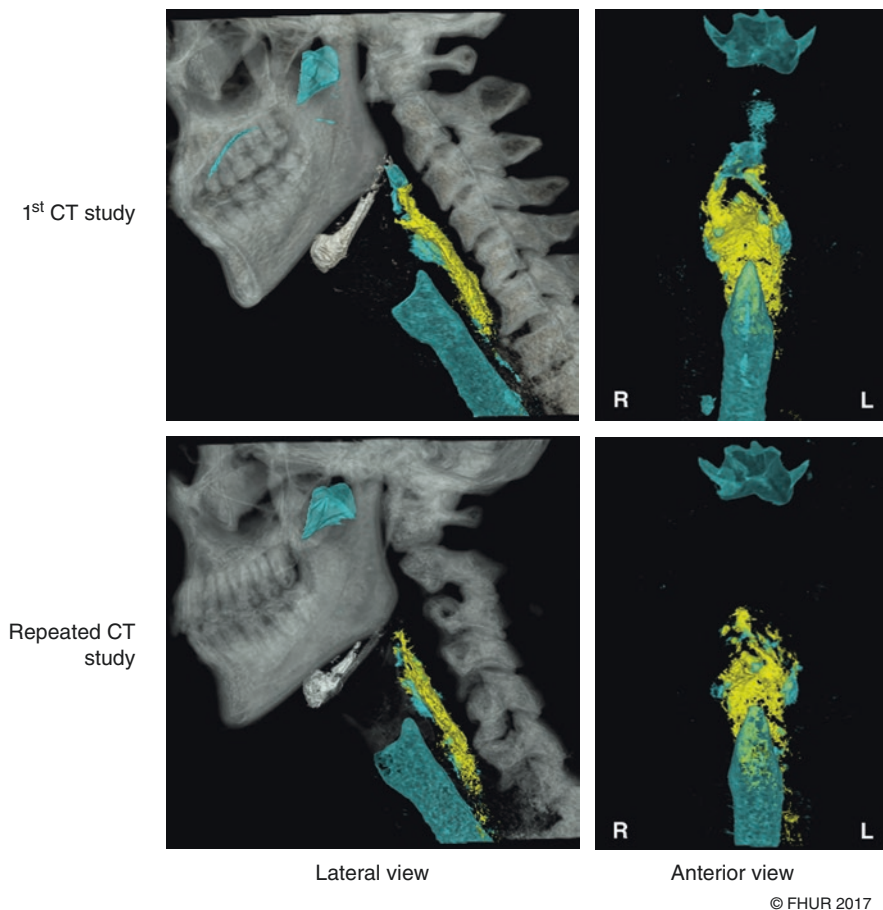 1st CT study
R L
Repeated CT
study
R L
Lateral view
Anterior view
© FHUR 2017